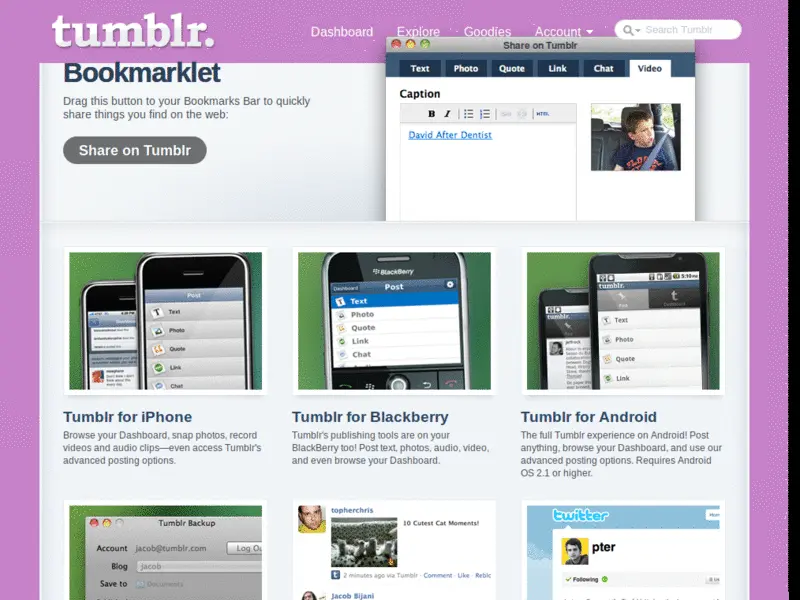 tumblr.
Dashboard Explore Goodies Account Search Tumblr
Bookmarklet
Drag this button to your Bookmarks Bar to quickly
share things you find on the web:
Share on Tumblr
Share on Tumblr
Text Photo Quote Link Chat Video
Caption
B I HTML
David After Dentist
Post
Text
Photo
Quote
Link
Chat
BlackBerry
Dashboard Post
Text
Photo
Quote
Link
Chat
5:10 PM
tumblr.
Post Dashboard
Text
Photo
Quote
Link
tumblr.
Tumblr for iPhone
Browse your Dashboard, snap photos, record
videos and audio clips—even access Tumblr's
advanced posting options.
Tumblr for Blackberry
Tumblr's publishing tools are on your
BlackBerry too! Post text, photos, audio, video,
and even browse your Dashboard.
Tumblr for Android
The full Tumblr experience on Android! Post
anything, browse your Dashboard, and use our
advanced posting options. Requires Android
OS 2.1 or higher.
Tumblr Backup
Account jacob@tumblr.com Log Ou
Blog jacob
Save to Documents
topherchris
10 Cutest Cat Moments!
2 minutes ago via Tumblr · Comment · Like · Reblo
Jacob Bijani
twitter
pter
Following